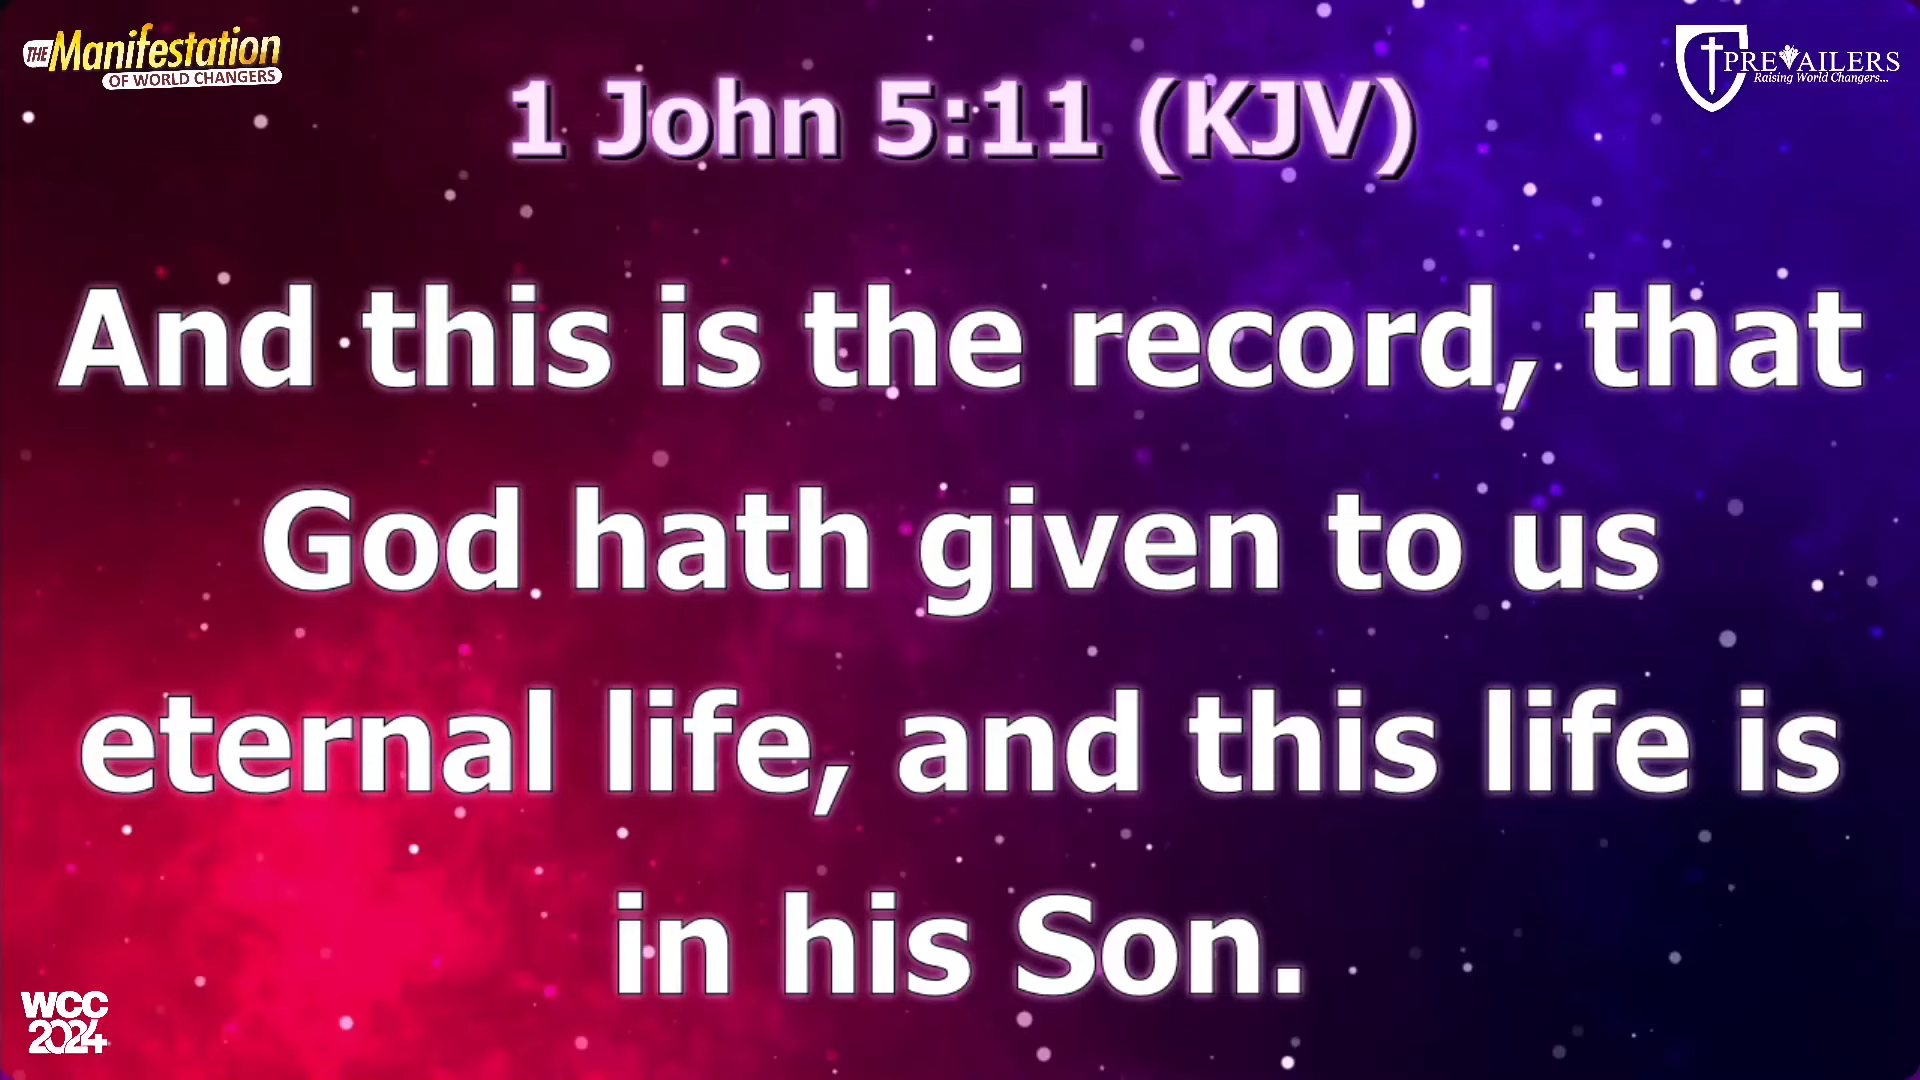 THE Manifestation
OF WORLD CHANGERS
PREVAILERS
Raising World Changers...
1 John 5:11 (KJV)
And this is the record, that
God hath given to us
eternal life, and this life is
in his Son.
WCC
2024